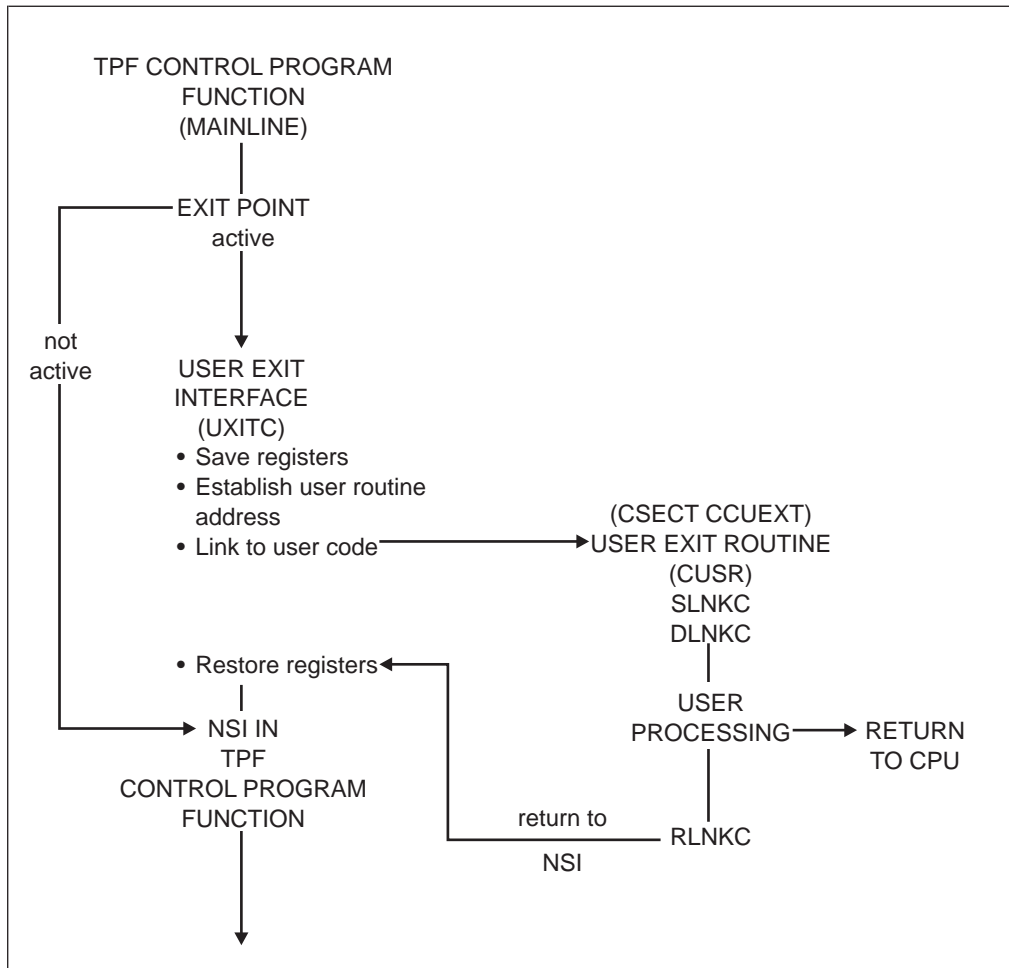 TPF CONTROL PROGRAM
FUNCTION
(MAINLINE)
EXIT POINT
active
not
active
USER EXIT
INTERFACE
(UXITC)
• Save registers
• Establish user routine
address
• Link to user code
(CSECT CCUEXT)
USER EXIT ROUTINE
(CUSR)
SLNKC
DLNKC
• Restore registers
USER
PROCESSING
RETURN
TO CPU
NSI IN
TPF
CONTROL PROGRAM
FUNCTION
return to
NSI
RLNKC